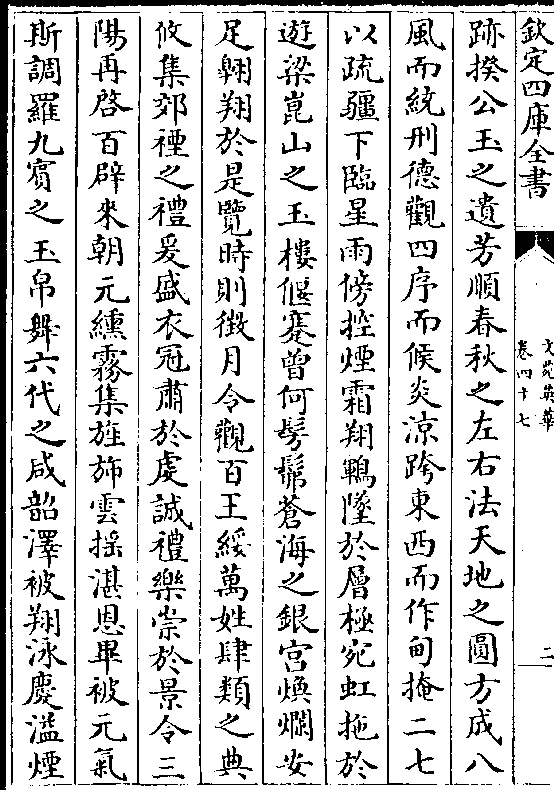 欽定四庫全書
文苑英華
卷四十七
二
跡揆公玉之遺芳順春秋之左右法天地之圓方成八
風而統刑德觀四序而候炎涼跨東西而作甸掩二七
以疏疆下臨星雨傍控煙霜翔鶤墜於層極宛虹拖於
遊梁崑山之玉樓偃蹇曾何髣髴蒼海之銀宮煥爛安
足翱翔於是覽時則徴月令觀百王綏萬姓肆類之典
攸集郊禋之禮爰盛衣冠肅於虔誠禮樂崇於景令三
陽再啓百辟來朝元纁霧集旌斾雲搖湛恩畢被元氣
斯調羅九賓之玉帛舞六代之咸韶澤被翔泳慶溢煙